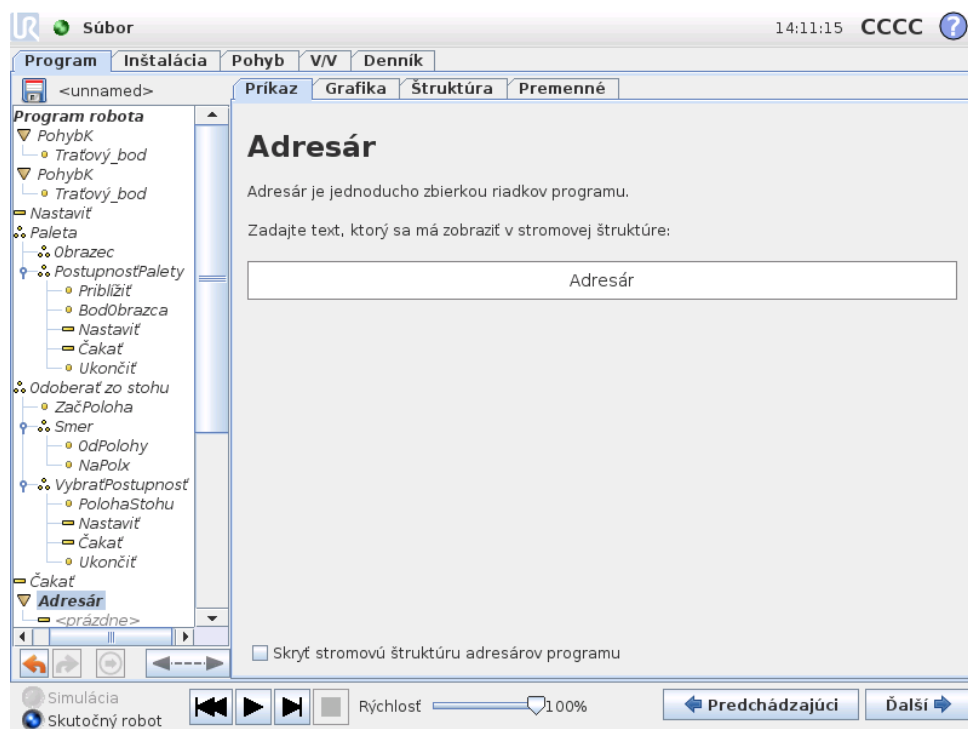 Súbor
14:11:15 CCCC ?
Program Inštalácia Pohyb V/V Denník
<unnamed>
Príkaz Grafika Štruktúra Premenné
Program robota
PohybK
Traťový_bod
PohybK
Traťový_bod
Nastaviť
Paleta
Obrazec
PostupnosťPalety
Priblížiť
BodObrazca
Nastaviť
Čakať
Ukončiť
Odoberať zo stohu
ZačPoloha
Smer
OdPolohy
NaPolx
VybraťPostupnosť
PolohaStohu
Nastaviť
Čakať
Ukončiť
Čakať
Adresár
<prázdne>
Adresár
Adresár je jednoducho zbierkou riadkov programu.
Zadajte text, ktorý sa má zobraziť v stromovej štruktúre:
Adresár
Skryť stromovú štruktúru adresárov programu
Simulácia
Skutočný robot
Rýchlosť 100%
Predchádzajúci
Ďalší